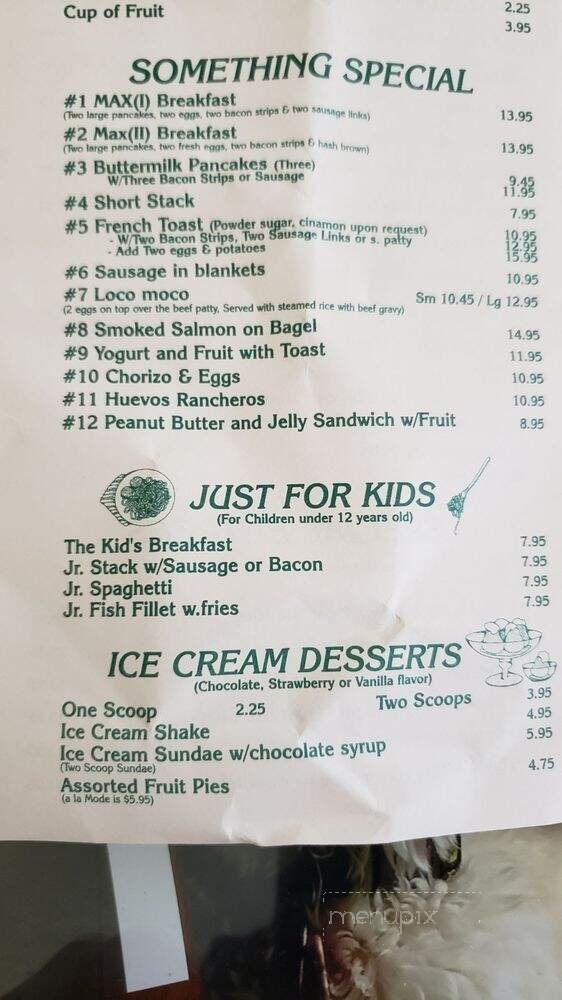 2.25
Cup of Fruit 3.95
SOMETHING SPECIAL
#1 MAX(I) Breakfast
(Two large pancakes, two eggs, two bacon strips & two sausage links) 13.95
#2 Max(II) Breakfast
(Two large pancakes, two fresh eggs, two bacon strips & hash brown) 13.95
#3 Buttermilk Pancakes (Three) 9.45
W/Three Bacon Strips or Sausage 11.95
#4 Short Stack 7.95
#5 French Toast (Powder sugar, cinamon upon request) 10.95
- W/Two Bacon Strips, Two Sausage Links or s. patty 12.95
- Add Two eggs & potatoes 15.95
#6 Sausage in blankets 10.95
#7 Loco moco Sm 10.45 / Lg 12.95
(2 eggs on top over the beef patty, Served with steamed rice with beef gravy)
#8 Smoked Salmon on Bagel 14.95
#9 Yogurt and Fruit with Toast 11.95
#10 Chorizo & Eggs 10.95
#11 Huevos Rancheros 10.95
#12 Peanut Butter and Jelly Sandwich w/Fruit 8.95
JUST FOR KIDS
(For Children under 12 years old)
The Kid's Breakfast 7.95
Jr. Stack w/Sausage or Bacon 7.95
Jr. Spaghetti 7.95
Jr. Fish Fillet w.fries 7.95
ICE CREAM DESSERTS
(Chocolate, Strawberry or Vanilla flavor)
One Scoop 2.25 Two Scoops 3.95
Ice Cream Shake 4.95
Ice Cream Sundae w/chocolate syrup 5.95
(Two Scoop Sundae)
Assorted Fruit Pies 4.75
(a la Mode is $5.95)
menupix